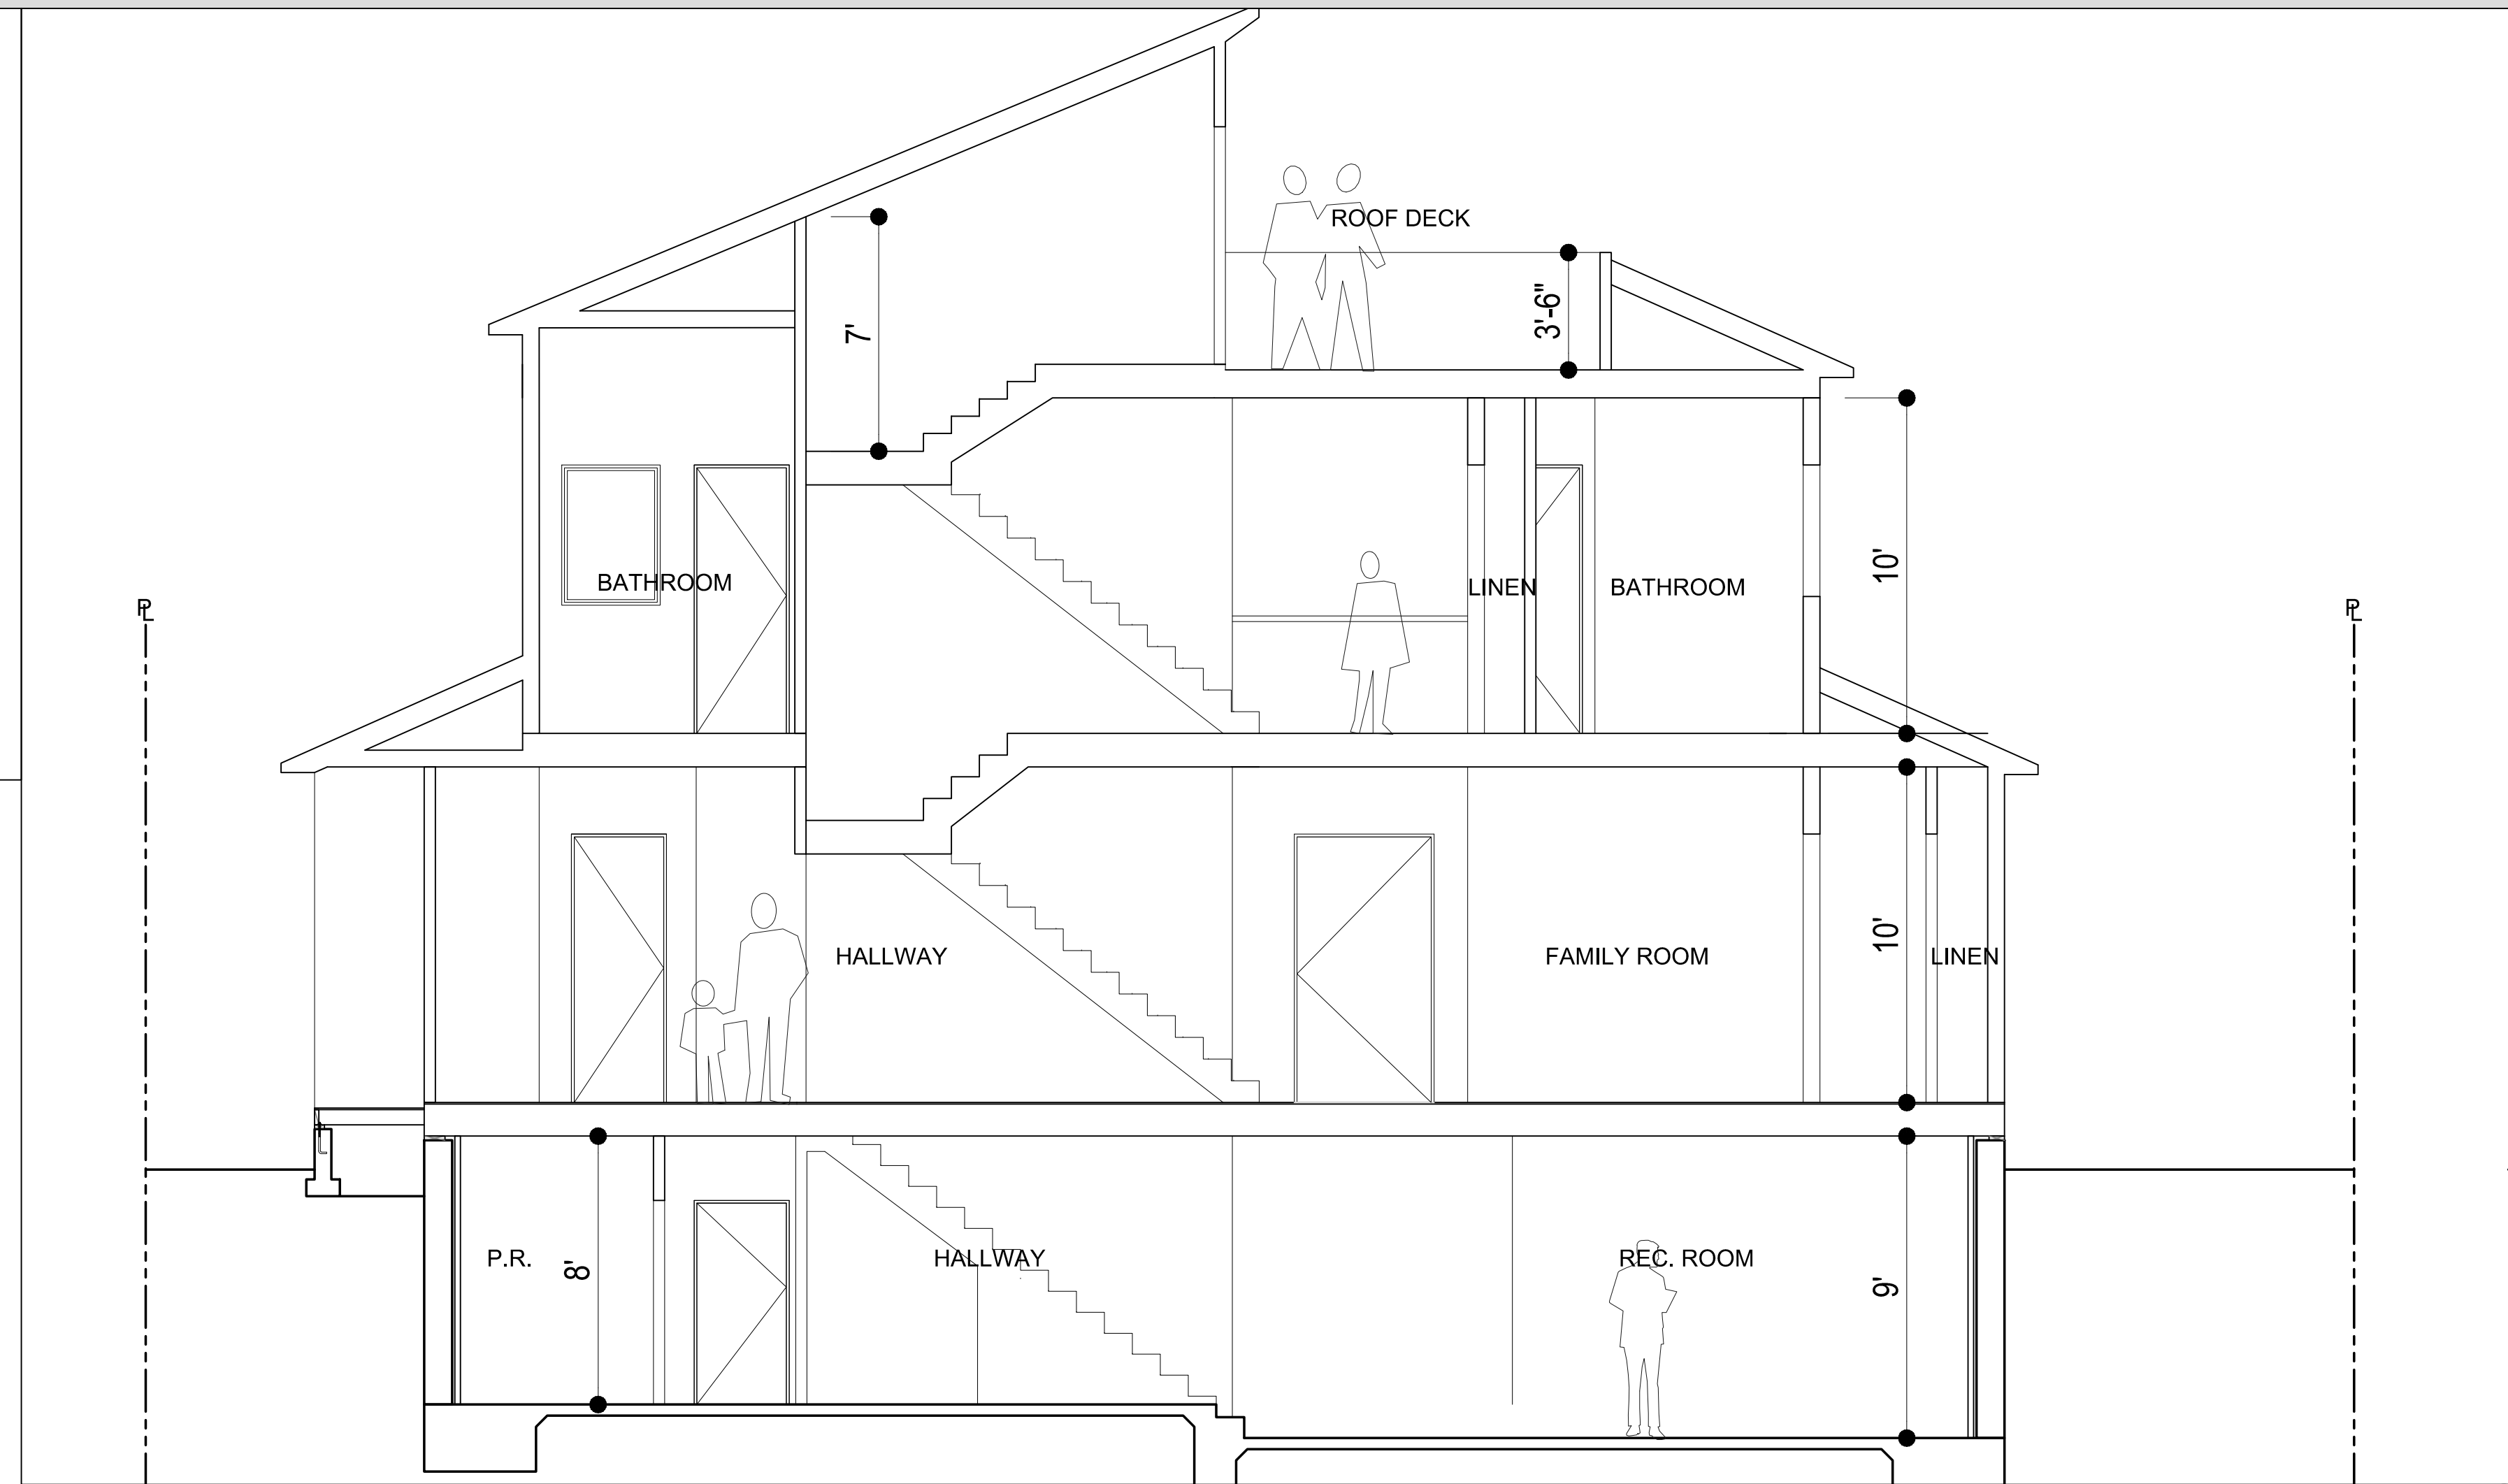 ROOF DECK
7'
3'-6"
BATHROOM
LINEN
BATHROOM
10'
PL
PL
HALLWAY
FAMILY ROOM
10'
LINEN
P.R.
8'
HALLWAY
REC. ROOM
9'